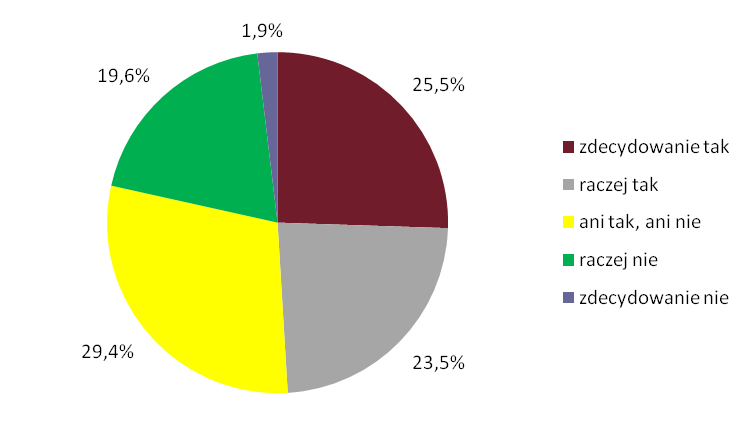 1,9%
19,6%
25,5%
29,4%
23,5%
zdecydowanie tak
raczej tak
ani tak, ani nie
raczej nie
zdecydowanie nie